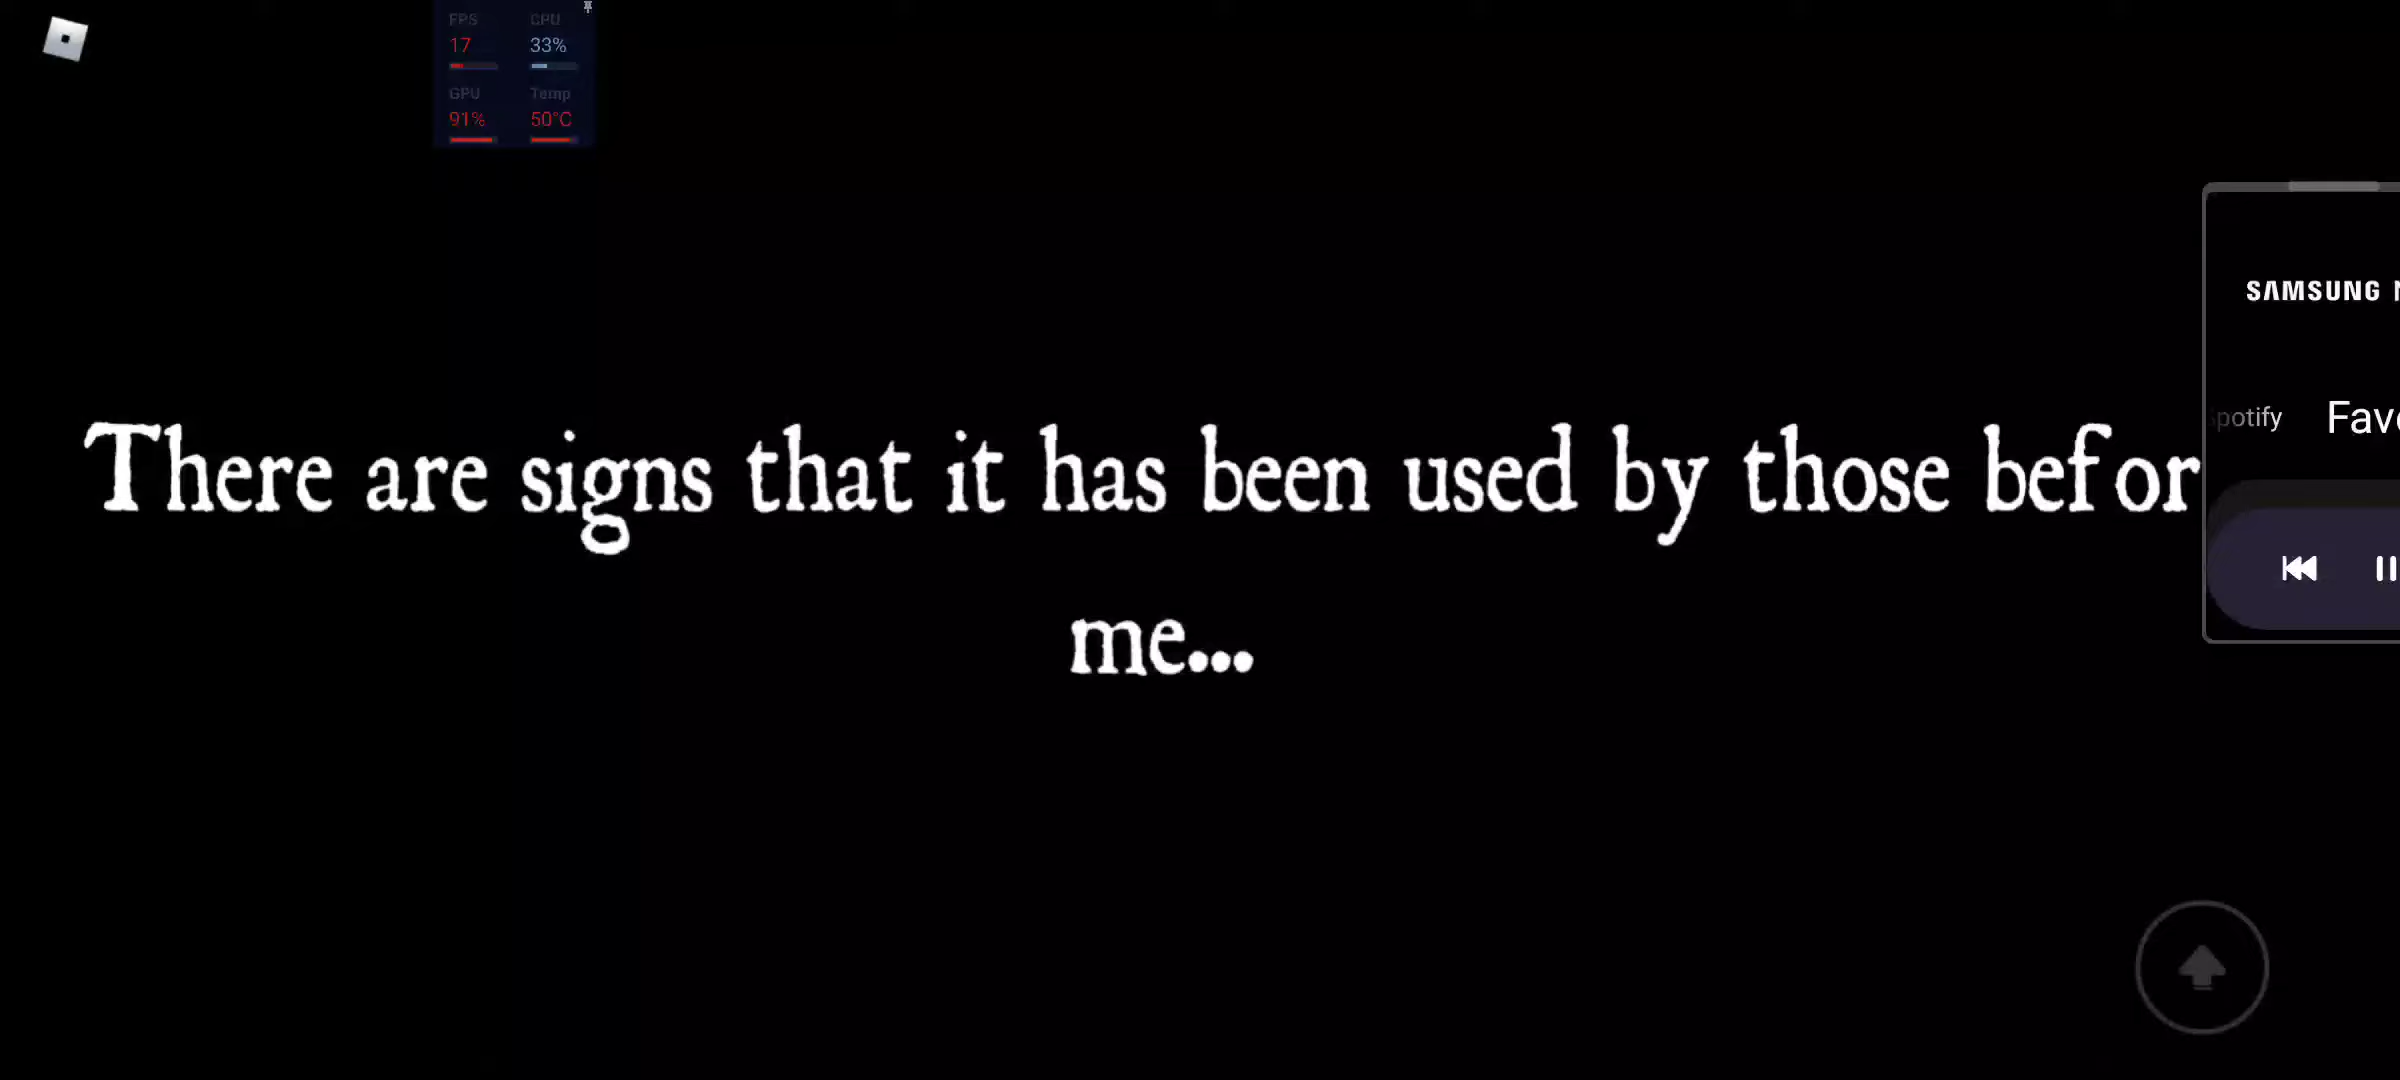 FPS CPU
17 33%
GPU Temp
91% 50°C
SAMSUNG
potify Favo
There are signs that it has been used by those befor
me...